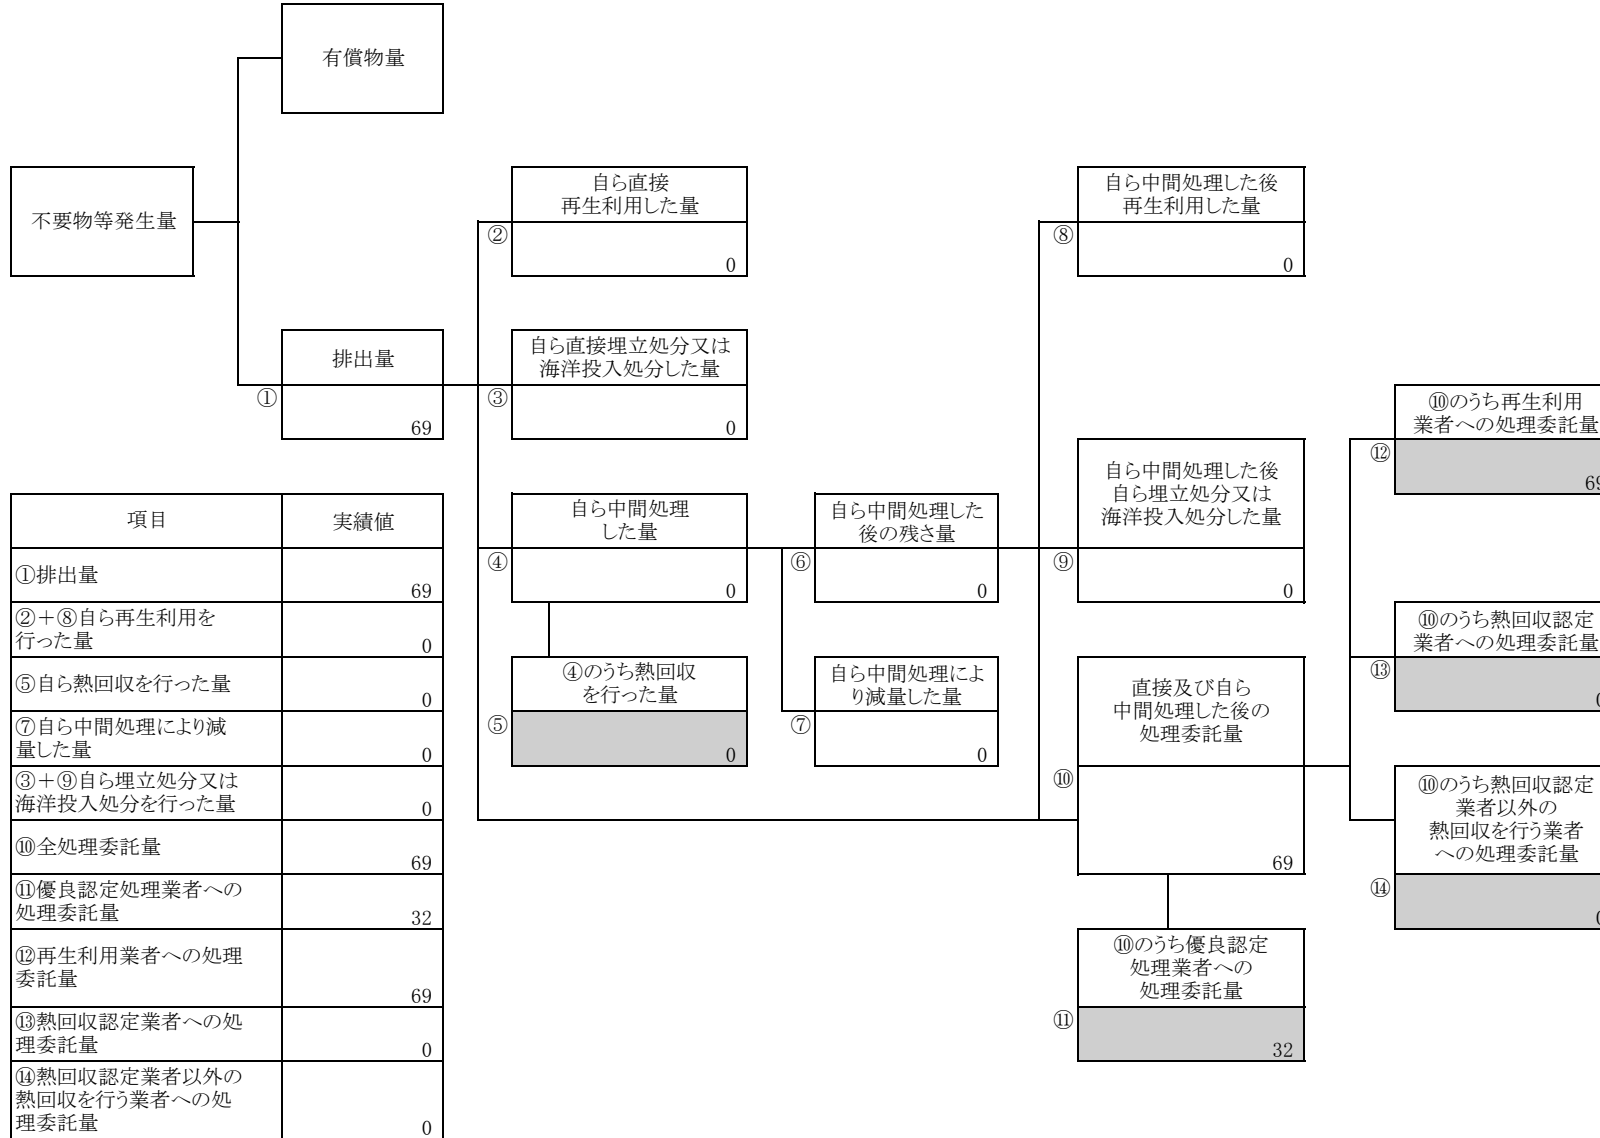 有償物量
不要物等発生量
自ら直接
再生利用した量
②
0
自ら中間処理した後
再生利用した量
⑧
0
排出量
①
69
自ら直接埋立処分又は
海洋投入処分した量
③
0
⑩のうち再生利用
業者への処理委託量
⑫
69
自ら中間処理
した量
④
0
自ら中間処理した
後の残さ量
⑥
0
自ら中間処理した後
自ら埋立処分又は
海洋投入処分した量
⑨
0
⑩のうち熱回収認定
業者への処理委託量
⑬
0
④のうち熱回収
を行った量
⑤
0
自ら中間処理によ
り減量した量
⑦
0
直接及び自ら
中間処理した後の
処理委託量
⑩
69
⑩のうち熱回収認定
業者以外の
熱回収を行う業者
への処理委託量
⑭
0
⑩のうち優良認定
処理業者への
処理委託量
⑪
32
項目 実績値
①排出量
69
②+⑧自ら再生利用を
行った量
0
⑤自ら熱回収を行った量
0
⑦自ら中間処理により減
量した量
0
③+⑨自ら埋立処分又は
海洋投入処分を行った量
0
⑩全処理委託量
69
⑪優良認定処理業者への
処理委託量
32
⑫再生利用業者への処理
委託量
69
⑬熱回収認定業者への処
理委託量
0
⑭熱回収認定業者以外の
熱回収を行う業者への処
理委託量
0